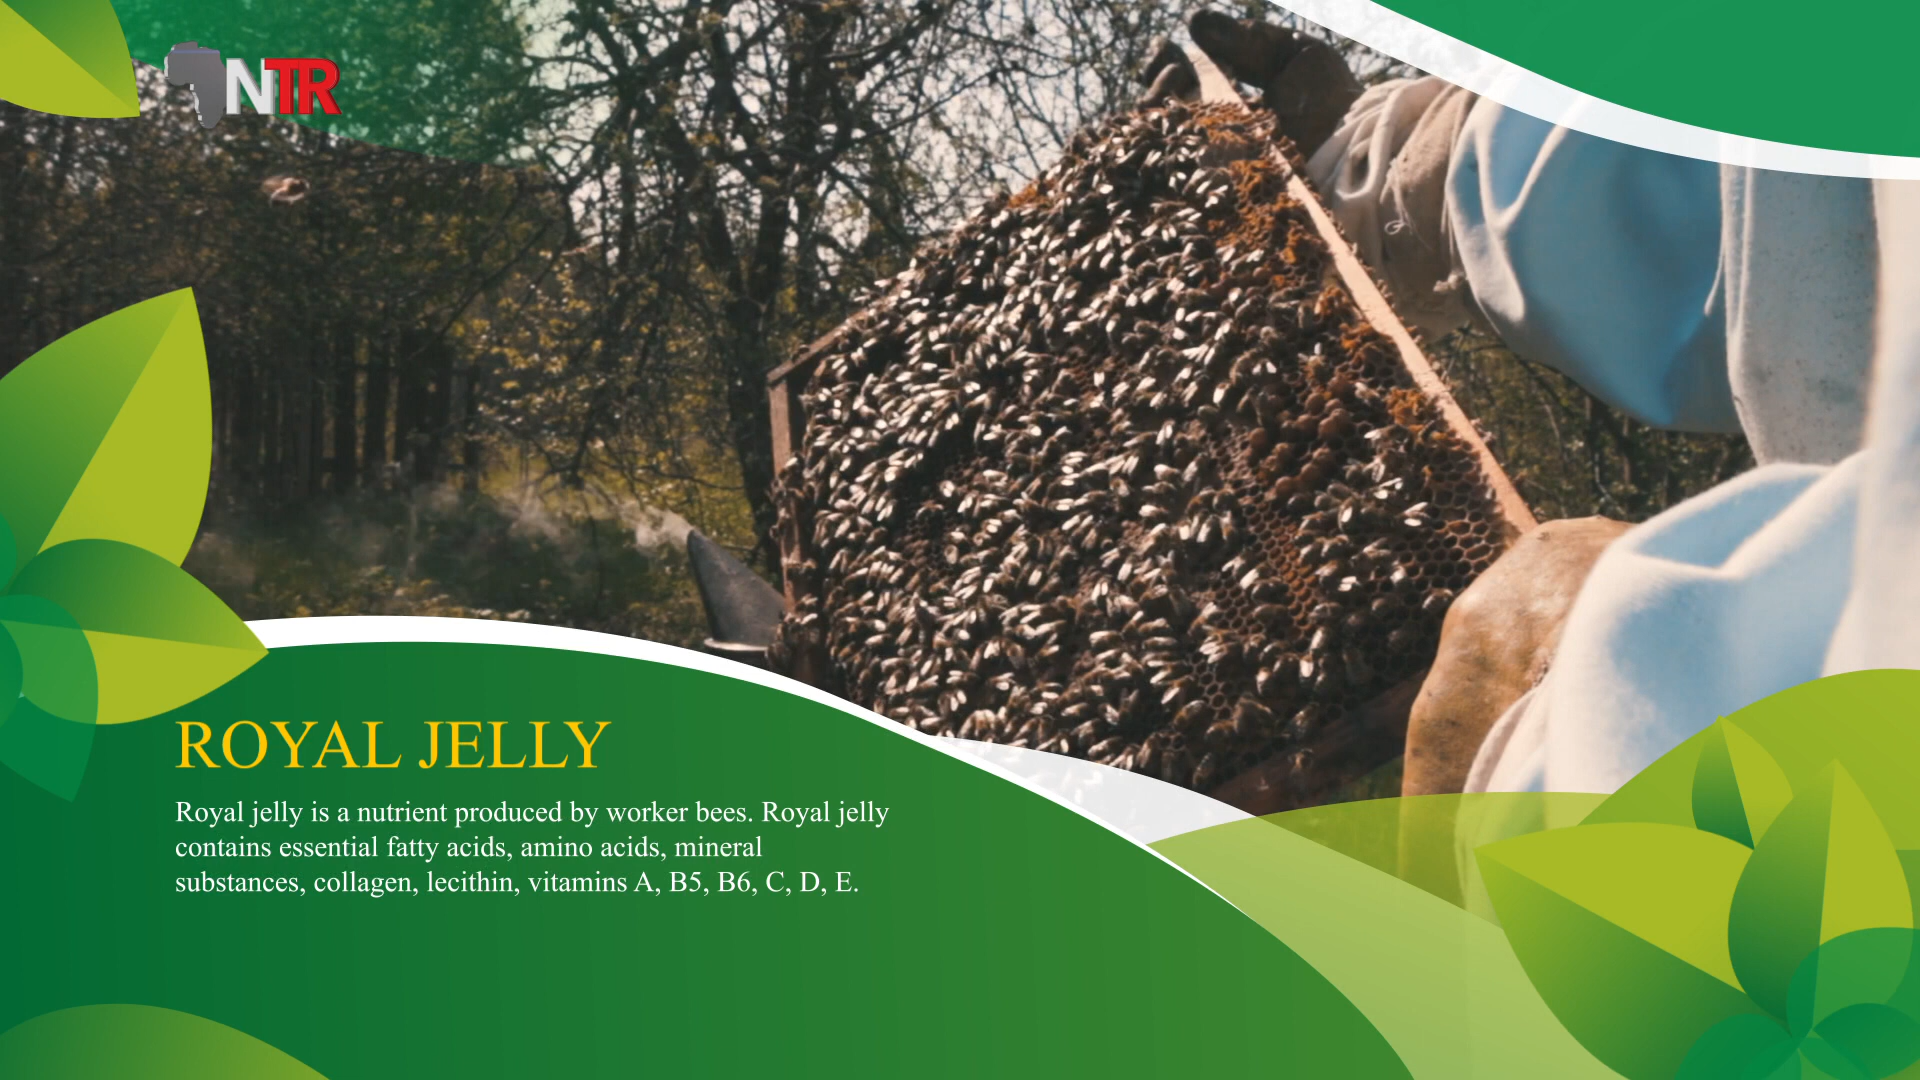 NTR
ROYAL JELLY
Royal jelly is a nutrient produced by worker bees. Royal jelly
contains essential fatty acids, amino acids, mineral
substances, collagen, lecithin, vitamins A, B5, B6, C, D, E.